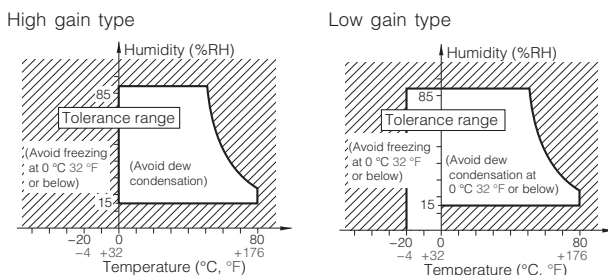 High gain type
Humidity (%RH)
85
Tolerance range
(Avoid freezing
at 0 °C 32 °F
or below)
(Avoid dew
condensation)
15
−20 0 80
−4 +32 +176
Temperature (°C, °F)
Low gain type
Humidity (%RH)
85
Tolerance range
(Avoid freezing
at 0 °C 32 °F
or below)
(Avoid dew
condensation at
0 °C 32 °F or below)
15
−20 0 80
−4 +32 +176
Temperature (°C, °F)